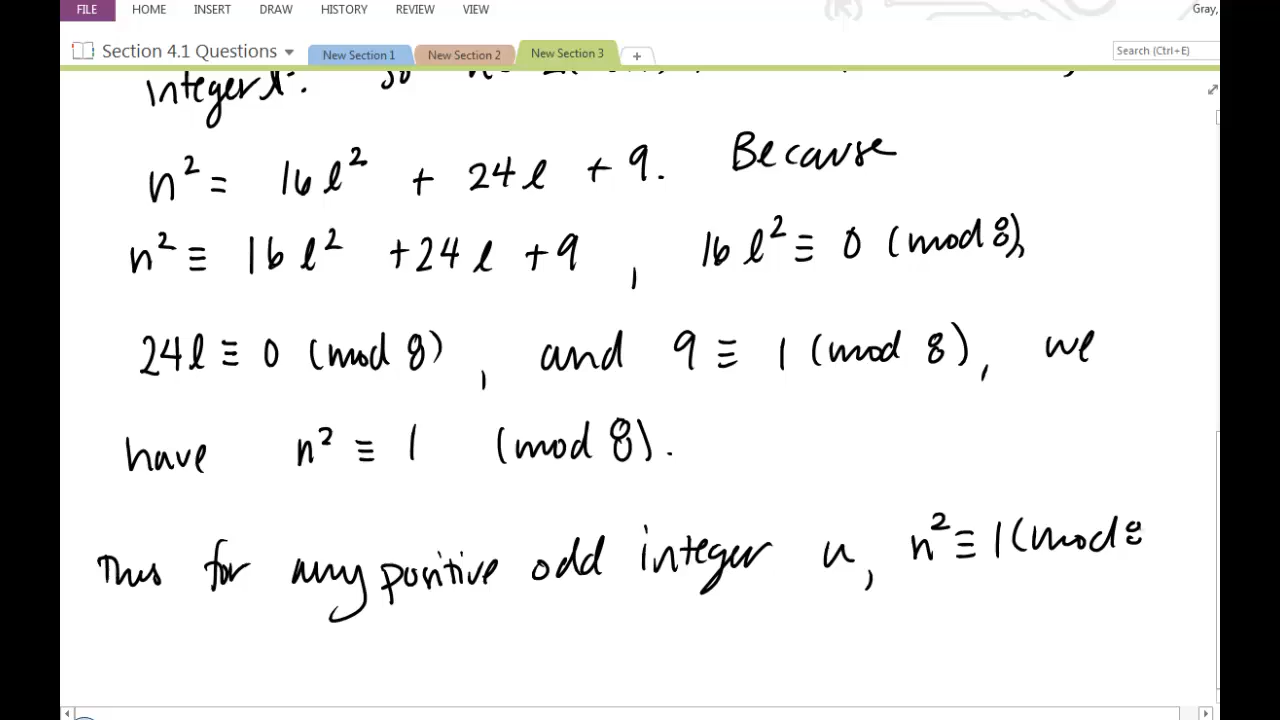 FILE HOME INSERT DRAW HISTORY REVIEW VIEW Gray,
Section 4.1 Questions New Section 1 New Section 2 New Section 3 + Search (Ctrl+E)
integer l. So
n² = 16l² + 24l + 9. Because
n² ≡ 16l² + 24l + 9, 16l² ≡ 0 (mod 8),
24l ≡ 0 (mod 8), and 9 ≡ 1 (mod 8), we
have n² ≡ 1 (mod 8).
Thus for any positive odd integer n, n² ≡ 1 (mod 8